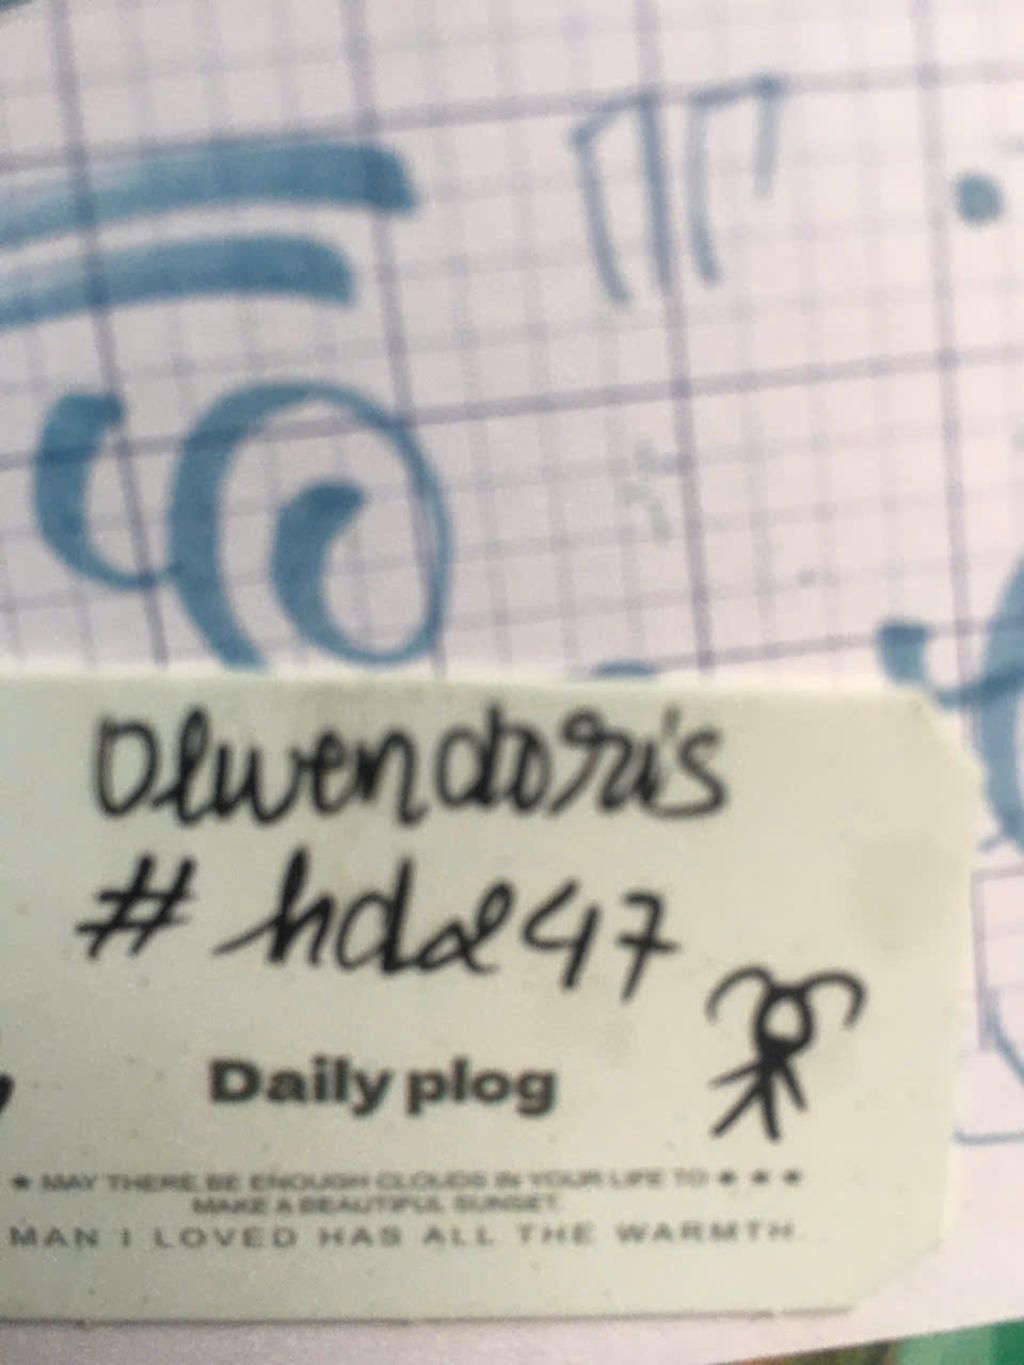 Olwendoris
# hdl47
Daily plog
★ MAY THERE BE ENOUGH CLOUDS IN YOUR LIFE TO ★ ★ ★
MAKE A BEAUTIFUL SUNSET.
MAN I LOVED HAS ALL THE WARMTH.